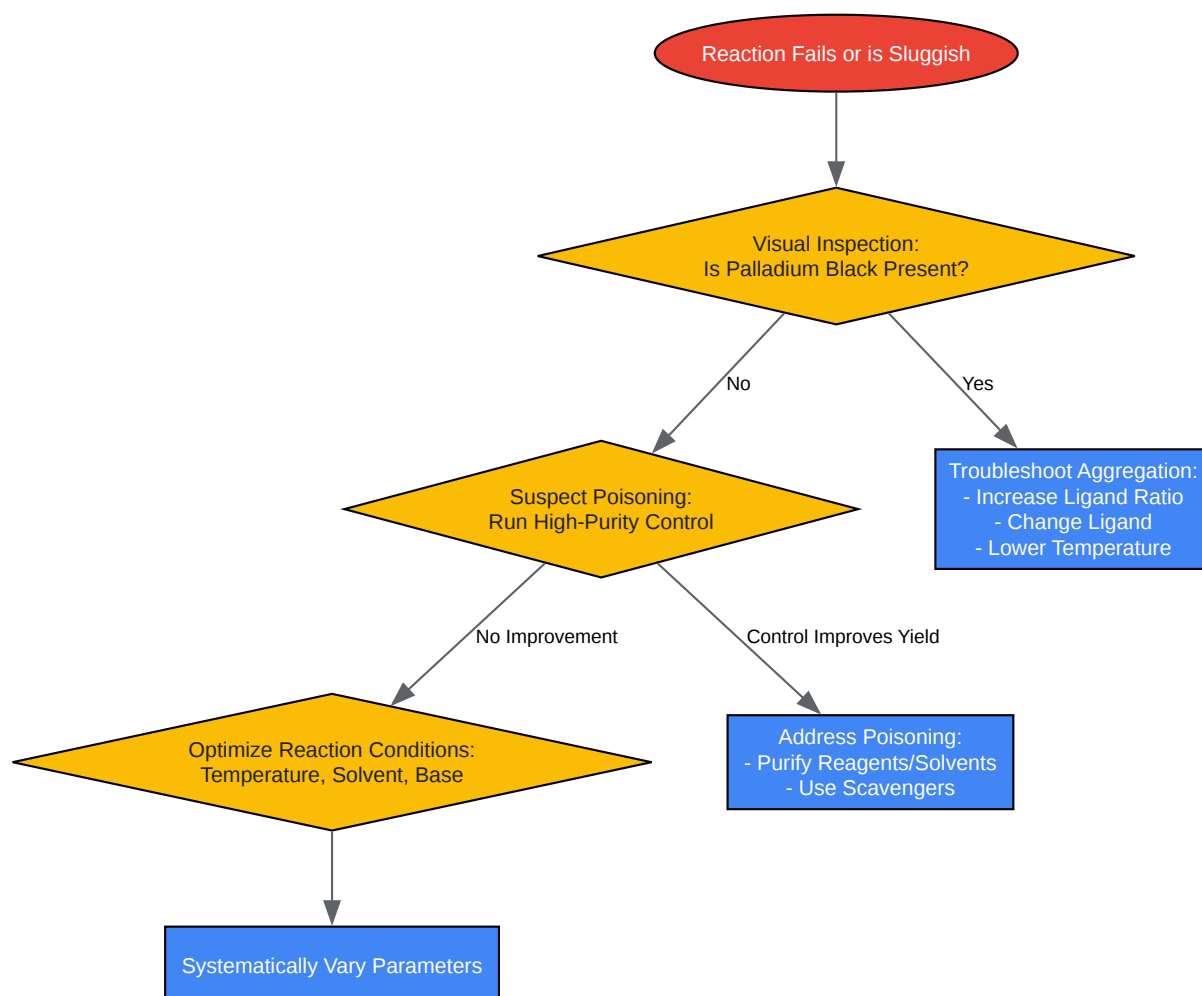 Reaction Fails or is Sluggish
Visual Inspection:
Is Palladium Black Present?
No
Yes
Troubleshoot Aggregation:
- Increase Ligand Ratio
- Change Ligand
- Lower Temperature
Suspect Poisoning:
Run High-Purity Control
No Improvement
Control Improves Yield
Optimize Reaction Conditions:
Temperature, Solvent, Base
Address Poisoning:
- Purify Reagents/Solvents
- Use Scavengers
Systematically Vary Parameters